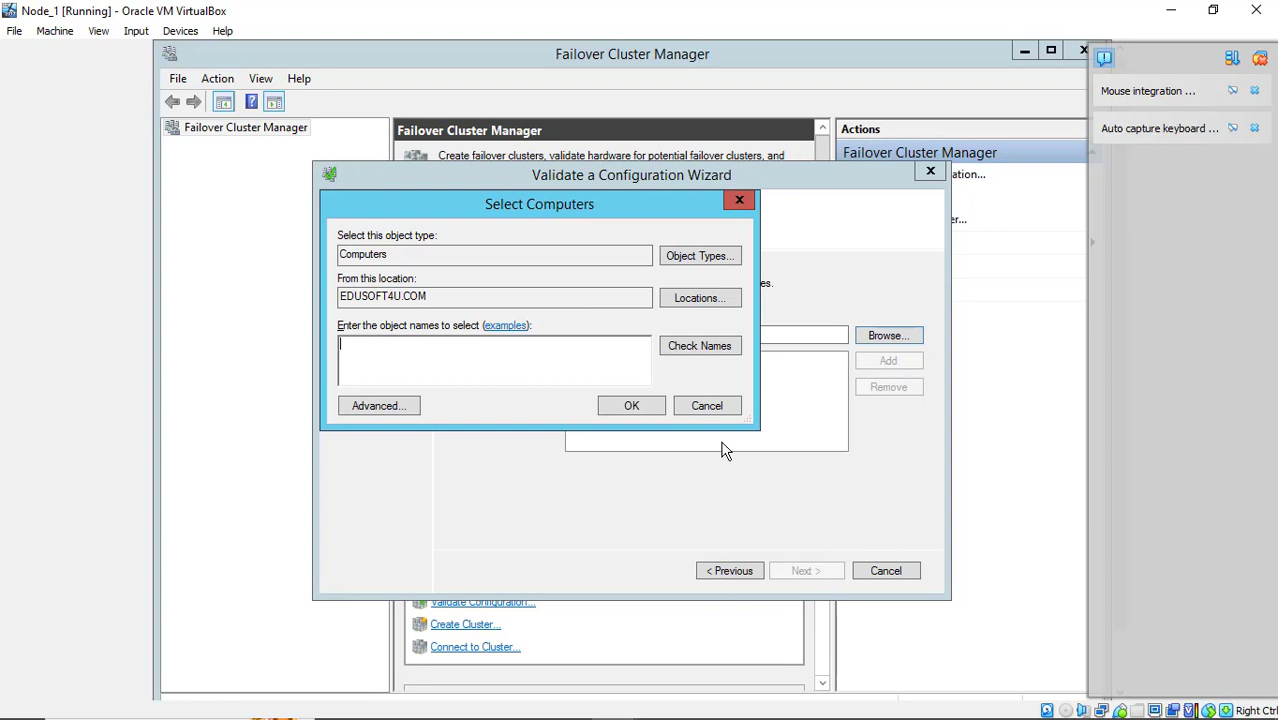 Node_1 [Running] - Oracle VM VirtualBox
File Machine View Input Devices Help
Failover Cluster Manager
File Action View Help
Failover Cluster Manager
Failover Cluster Manager
Create failover clusters, validate hardware for potential failover clusters, and
Actions
Failover Cluster Manager
ation...
er...
Mouse integration ...
Auto capture keyboard ...
Validate a Configuration Wizard
Select Computers
Select this object type:
Computers
Object Types...
From this location:
EDUSOFT4U.COM
Locations...
Enter the object names to select (examples):
Check Names
Advanced...
OK
Cancel
es.
Browse...
Add
Remove
< Previous
Next >
Cancel
Validate Configuration...
Create Cluster...
Connect to Cluster...
Right Ctrl